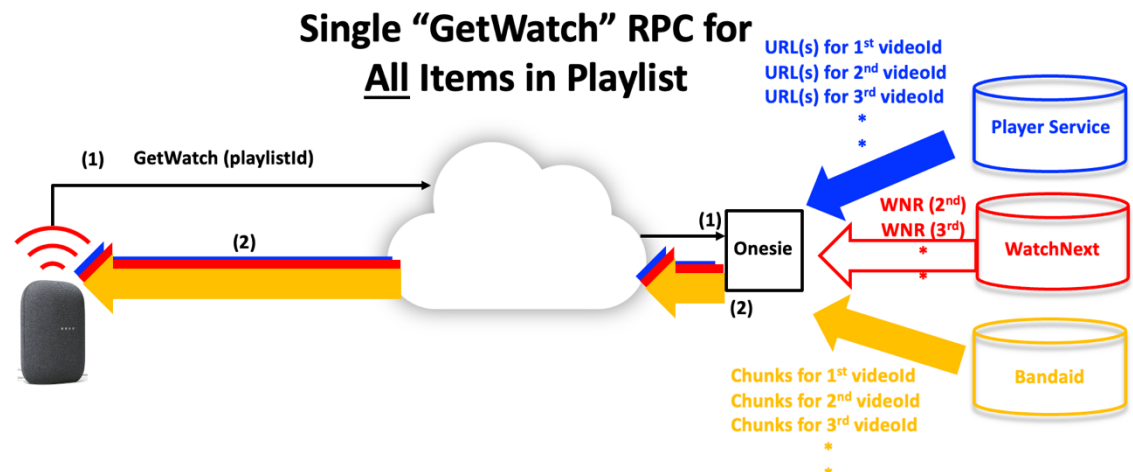 Single “GetWatch” RPC for
All Items in Playlist
URL(s) for 1st videoId
URL(s) for 2nd videoId
URL(s) for 3rd videoId
*
*
Player Service
(1) GetWatch (playlistId)
(2)
(1)
Onesie
(2)
WNR (2nd)
WNR (3rd)
*
*
WatchNext
Chunks for 1st videoId
Chunks for 2nd videoId
Chunks for 3rd videoId
*
*
Bandaid